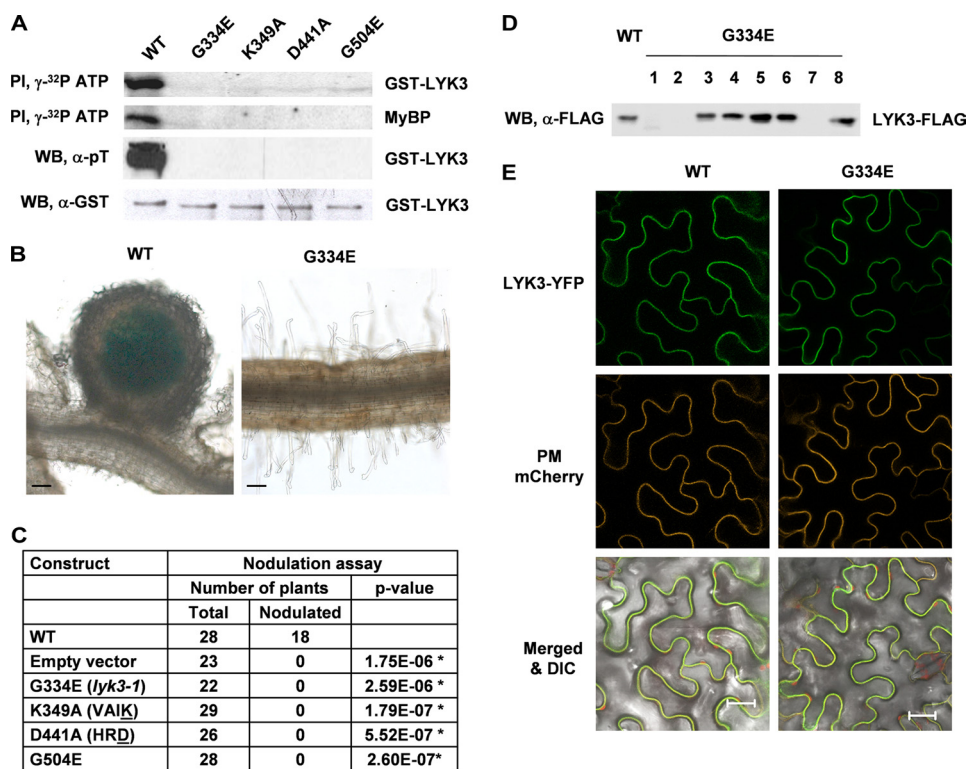 A
WT G334E K349A D441A G504E
PI, γ-³²P ATP GST-LYK3
PI, γ-³²P ATP MyBP
WB, α-pT GST-LYK3
WB, α-GST GST-LYK3
B
WT G334E
C
Construct Nodulation assay
Number of plants p-value
Total Nodulated
WT 28 18
Empty vector 23 0 1.75E-06 *
G334E (lyk3-1) 22 0 2.59E-06 *
K349A (VAIK) 29 0 1.79E-07 *
D441A (HRD) 26 0 5.52E-07 *
G504E 28 0 2.60E-07*
D
WT G334E
1 2 3 4 5 6 7 8
WB, α-FLAG LYK3-FLAG
E
WT G334E
LYK3-YFP
PM
mCherry
Merged
& DIC